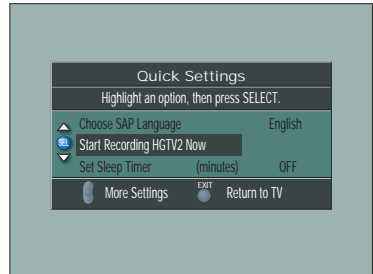 Quick Settings
Highlight an option, then press SELECT.
Choose SAP Language English
SEL Start Recording HGTV2 Now
Set Sleep Timer (minutes) OFF
More Settings EXIT Return to TV